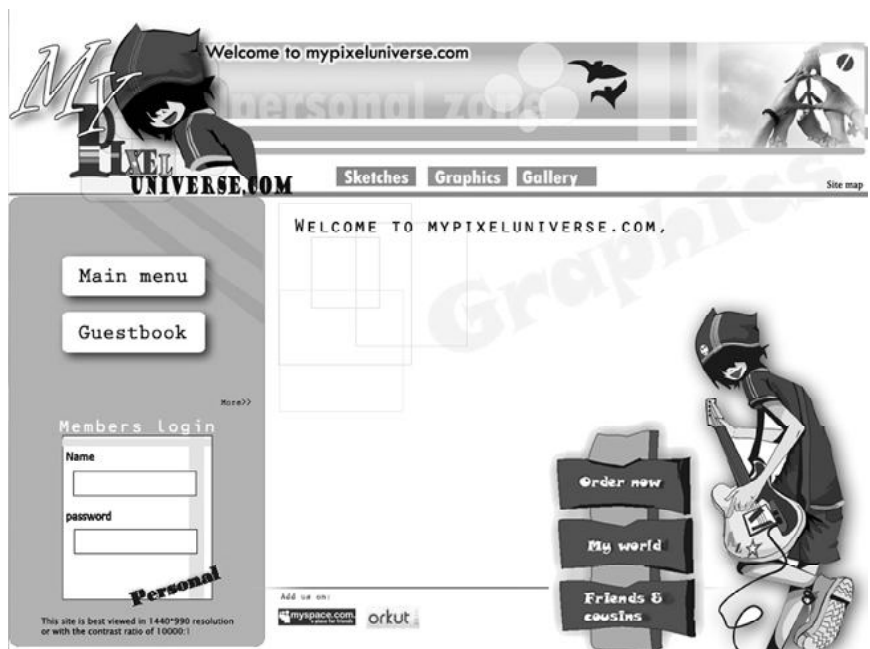 My
Pixel
UNIVERSE.COM
Welcome to mypixeluniverse.com
personal zone
Sketches Graphics Gallery
Site map
WELCOME TO MYPIXELUNIVERSE.COM,
Graphics
Main menu
Guestbook
More>>
Members login
Name
password
Personal
This site is best viewed in 1440*990 resolution
or with the contrast ratio of 10000:1
Order now
My world
Friends &
cousins
Add us on:
myspace.com
a place for friends
orkut